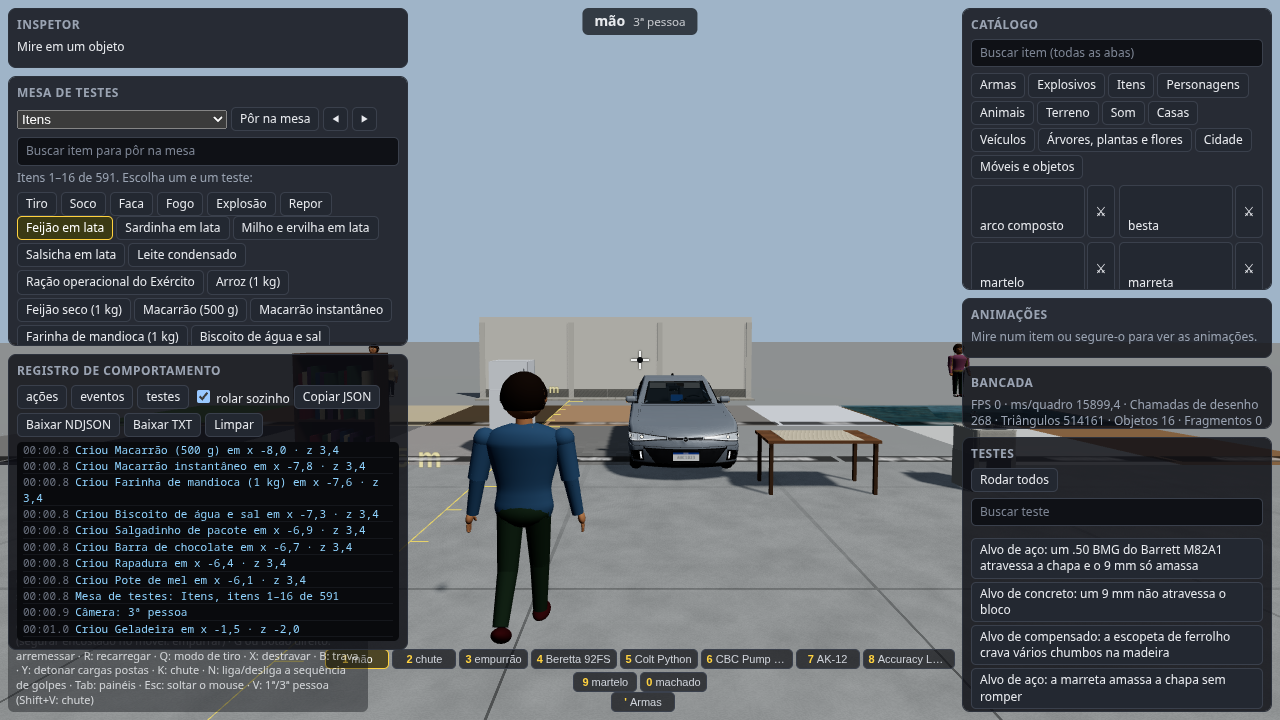 INSPETOR
Mire em um objeto
MESA DE TESTES
Itens
Pôr na mesa
◄
►
Buscar item para pôr na mesa
Itens 1–16 de 591. Escolha um e um teste:
Tiro Soco Faca Fogo Explosão Repor
Feijão em lata Sardinha em lata Milho e ervilha em lata
Salsicha em lata Leite condensado
Ração operacional do Exército Arroz (1 kg)
Feijão seco (1 kg) Macarrão (500 g) Macarrão instantâneo
Farinha de mandioca (1 kg) Biscoito de água e sal
REGISTRO DE COMPORTAMENTO
ações eventos testes rolar sozinho Copiar JSON
Baixar NDJSON Baixar TXT Limpar
00:00.8 Criou Macarrão (500 g) em x -8,0 · z 3,4
00:00.8 Criou Macarrão instantâneo em x -7,8 · z 3,4
00:00.8 Criou Farinha de mandioca (1 kg) em x -7,6 · z
3,4
00:00.8 Criou Biscoito de água e sal em x -7,3 · z 3,4
00:00.8 Criou Salgadinho de pacote em x -6,9 · z 3,4
00:00.8 Criou Barra de chocolate em x -6,7 · z 3,4
00:00.8 Criou Rapadura em x -6,4 · z 3,4
00:00.8 Criou Pote de mel em x -6,1 · z 3,4
00:00.8 Mesa de testes: Itens, itens 1–16 de 591
00:00.9 Câmera: 3ª pessoa
00:01.0 Criou Geladeira em x -1,5 · z -2,0
arremessar · R: recarregar · Q: modo de tiro · X: destravar · B: trava
· Y: detonar cargas postas · K: chute · N: liga/desliga a sequência
de golpes · Tab: painéis · Esc: soltar o mouse · V: 1ª/3ª pessoa
(Shift+V: chute)
mão 3ª pessoa
m
m
mão 2 chute 3 empurrão 4 Beretta 92FS 5 Colt Python 6 CBC Pump … 7 AK-12 8 Accuracy L…
9 martelo 0 machado
' Armas
CATÁLOGO
Buscar item (todas as abas)
Armas Explosivos Itens Personagens
Animais Terreno Som Casas
Veículos Árvores, plantas e flores Cidade
Móveis e objetos
arco composto ⚔ besta ⚔
martelo ⚔ marreta ⚔
ANIMAÇÕES
Mire num item ou segure-o para ver as animações.
BANCADA
FPS 0 · ms/quadro 15899,4 · Chamadas de desenho
268 · Triângulos 514161 · Objetos 16 · Fragmentos 0
TESTES
Rodar todos
Buscar teste
Alvo de aço: um .50 BMG do Barrett M82A1
atravessa a chapa e o 9 mm só amassa
Alvo de concreto: um 9 mm não atravessa o
bloco
Alvo de compensado: a escopeta de ferrolho
crava vários chumbos na madeira
Alvo de aço: a marreta amassa a chapa sem
romper